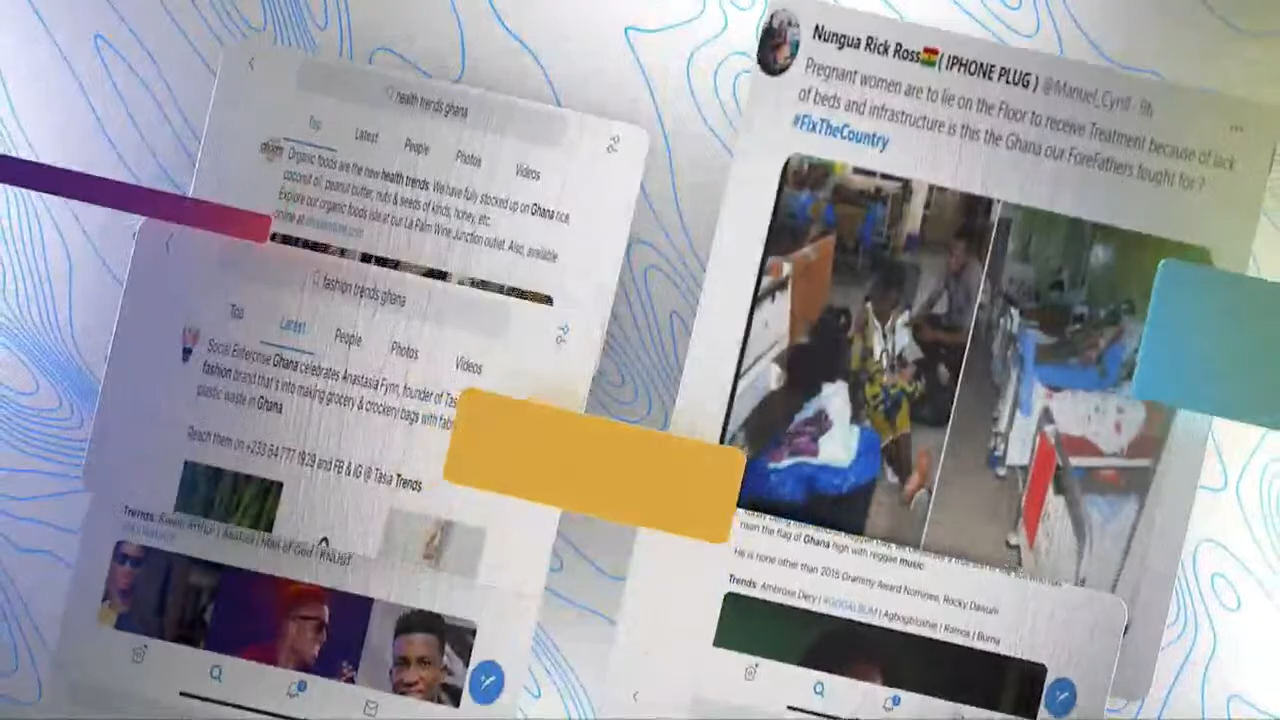 health trends ghana
Top Latest People Photos Videos
Organic foods are the new health trends. We have fully stocked up on Ghana rice,
coconut oil, peanut butter, nuts & seeds of kinds, honey, etc.
Explore our organic foods isle at our La Palm Wine Junction outlet. Also, available
online at
fashion trends ghana
Top Latest People Photos Videos
Social Enterprise Ghana celebrates Anastasia Fynn, founder of
fashion brand that's into making grocery & crockery bags with
plastic waste in Ghana
Reach them on +233 54 777 1929 and FB & IG @ Tasia Trends
Trends: Kwesi Arthur | | Man of God | KNUST
Nungua Rick Ross ( IPHONE PLUG ) @Manuel_Cyril · 9h
Pregnant women are to lie on the Floor to receive Treatment because of lack
of beds and infrastructure is this the Ghana our ForeFathers fought for ?
#FixTheCountry
the flag of Ghana high with reggae music.
He is none other than 2015 Grammy Award Nominee, Rocky Dawuni
Trends: Ambrose Dery | | Agbogbloshie | Ramos | Burna